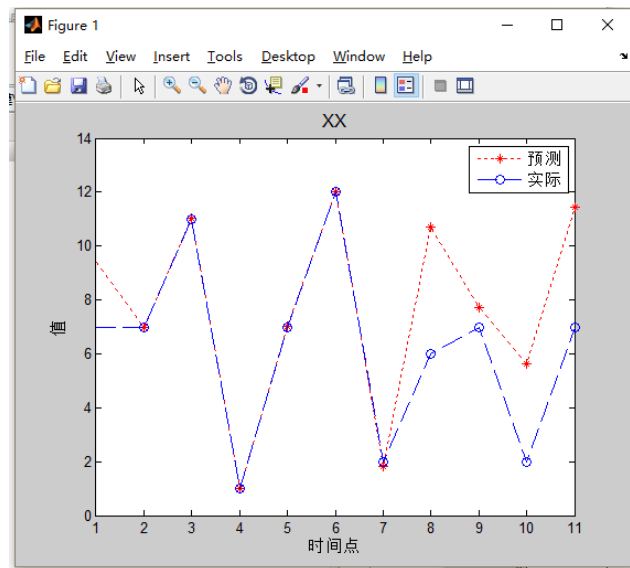 Figure 1
File Edit View Insert Tools Desktop Window Help
XX
预测
实际
14
12
10
8
6
4
2
0
值
1 2 3 4 5 6 7 8 9 10 11
时间点